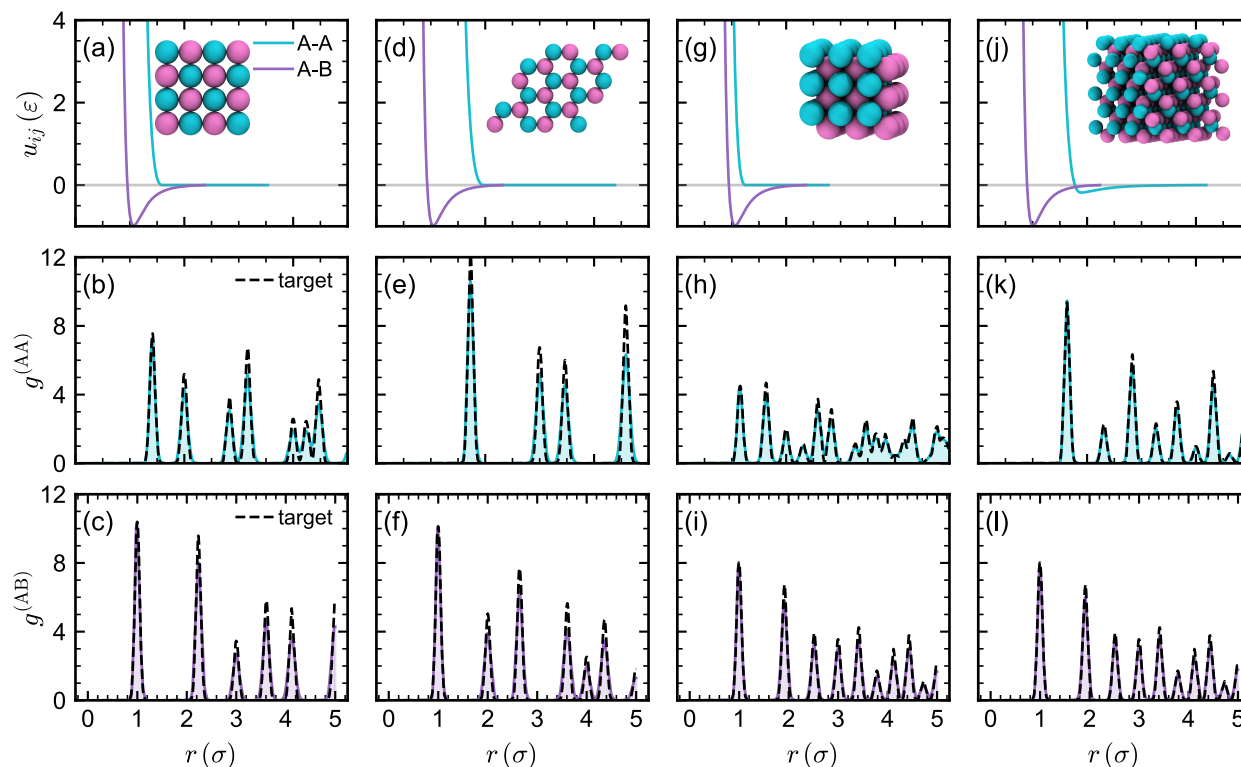 4
2
0
u_{ij} (ε)
(a)
A-A
A-B
(d)
(g)
(j)
12
8
4
0
g^{(AA)}
(b)
target
(e)
(h)
(k)
12
8
4
0
g^{(AB)}
(c)
target
(f)
(i)
(l)
0 1 2 3 4 5
0 1 2 3 4 5
0 1 2 3 4 5
0 1 2 3 4 5
r (σ)
r (σ)
r (σ)
r (σ)